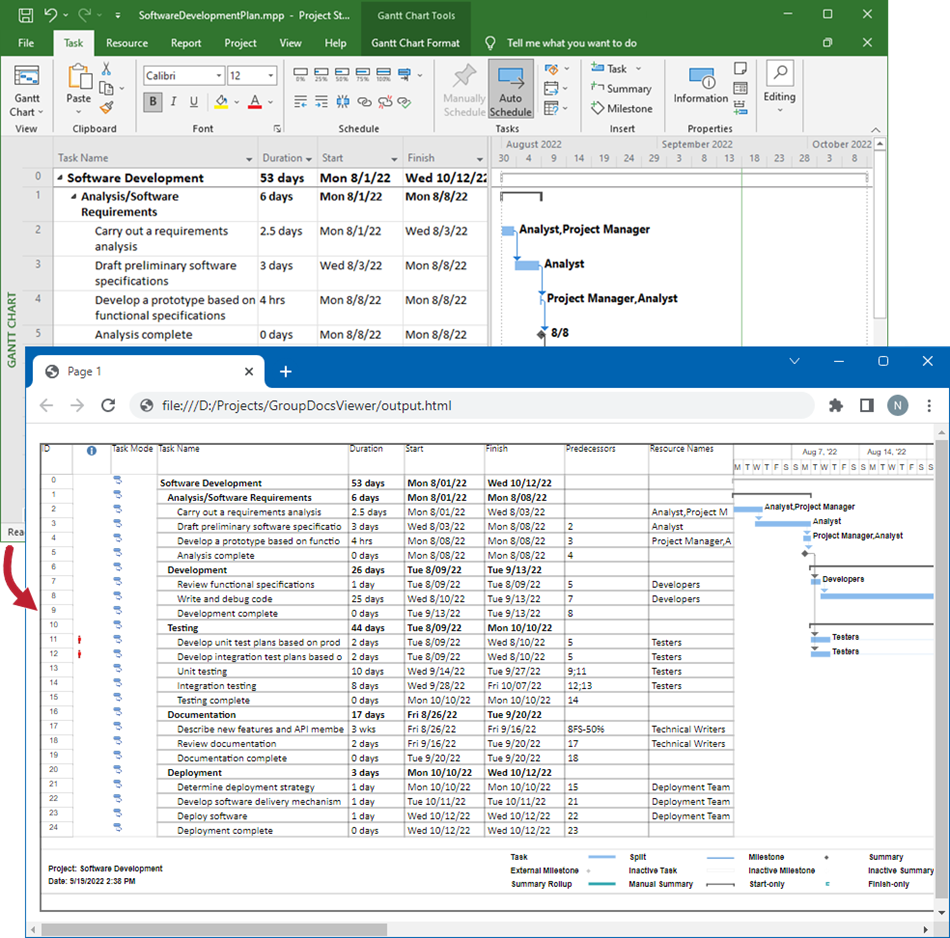 SoftwareDevelopmentPlan.mpp - Project St... Gantt Chart Tools
File Task Resource Report Project View Help Gantt Chart Format Tell me what you want to do
Gantt Chart
View
Paste
Clipboard
Calibri 12
B I U A
Font
0% 25% 50% 75% 100%
Schedule
Manually Schedule
Auto Schedule
Tasks
Task
Summary
Milestone
Insert
Information
Properties
Editing
August 2022 September 2022 October 2022
Task Name Duration Start Finish 30 4 9 14 19 24 29 3 8 13 18 23 28 3 8
0 Software Development 53 days Mon 8/1/22 Wed 10/12/22
1 Analysis/Software Requirements 6 days Mon 8/1/22 Mon 8/8/22
2 Carry out a requirements analysis 2.5 days Mon 8/1/22 Wed 8/3/22 Analyst,Project Manager
3 Draft preliminary software specifications 3 days Wed 8/3/22 Mon 8/8/22 Analyst
4 Develop a prototype based on functional specifications 4 hrs Mon 8/8/22 Mon 8/8/22 Project Manager,Analyst
5 Analysis complete 0 days Mon 8/8/22 Mon 8/8/22 8/8
GANTT CHART
Rea
Page 1
file:///D:/Projects/GroupDocsViewer/output.html N
ID Task Mode Task Name Duration Start Finish Predecessors Resource Names Aug 7, '22 Aug 14, '22
M T W T F S S M T W T F S S M T W T F S S
0 Software Development 53 days Mon 8/01/22 Wed 10/12/22
1 Analysis/Software Requirements 6 days Mon 8/01/22 Mon 8/08/22
2 Carry out a requirements analysis 2.5 days Mon 8/01/22 Wed 8/03/22 Analyst,Project M Analyst,Project Manager
3 Draft preliminary software specificatio 3 days Wed 8/03/22 Mon 8/08/22 2 Analyst Analyst
4 Develop a prototype based on functio 4 hrs Mon 8/08/22 Mon 8/08/22 3 Project Manager,A Project Manager,Analyst
5 Analysis complete 0 days Mon 8/08/22 Mon 8/08/22 4
6 Development 26 days Tue 8/09/22 Tue 9/13/22
7 Review functional specifications 1 day Tue 8/09/22 Tue 8/09/22 5 Developers Developers
8 Write and debug code 25 days Wed 8/10/22 Tue 9/13/22 7 Developers
9 Development complete 0 days Tue 9/13/22 Tue 9/13/22 8
10 Testing 44 days Tue 8/09/22 Mon 10/10/22
11 Develop unit test plans based on prod 2 days Tue 8/09/22 Wed 8/10/22 5 Testers Testers
12 Develop integration test plans based o 2 days Tue 8/09/22 Wed 8/10/22 5 Testers Testers
13 Unit testing 10 days Wed 9/14/22 Tue 9/27/22 9;11 Testers
14 Integration testing 8 days Wed 9/28/22 Fri 10/07/22 12;13 Testers
15 Testing complete 0 days Mon 10/10/22 Mon 10/10/22 14
16 Documentation 17 days Fri 8/26/22 Tue 9/20/22
17 Describe new features and API membe 3 wks Fri 8/26/22 Fri 9/16/22 8FS-50% Technical Writers
18 Review documentation 2 days Fri 9/16/22 Tue 9/20/22 17 Technical Writers
19 Documentation complete 0 days Tue 9/20/22 Tue 9/20/22 18
20 Deployment 3 days Mon 10/10/22 Wed 10/12/22
21 Determine deployment strategy 1 day Mon 10/10/22 Mon 10/10/22 15 Deployment Team
22 Develop software delivery mechanism 1 day Tue 10/11/22 Tue 10/11/22 21 Deployment Team
23 Deploy software 1 day Wed 10/12/22 Wed 10/12/22 22 Deployment Team
24 Deployment complete 0 days Wed 10/12/22 Wed 10/12/22 23
Project: Software Development
Date: 9/19/2022 2:38 PM
Task Split Milestone Summary
External Milestone Inactive Task Inactive Milestone Inactive Summary
Summary Rollup Manual Summary Start-only Finish-only